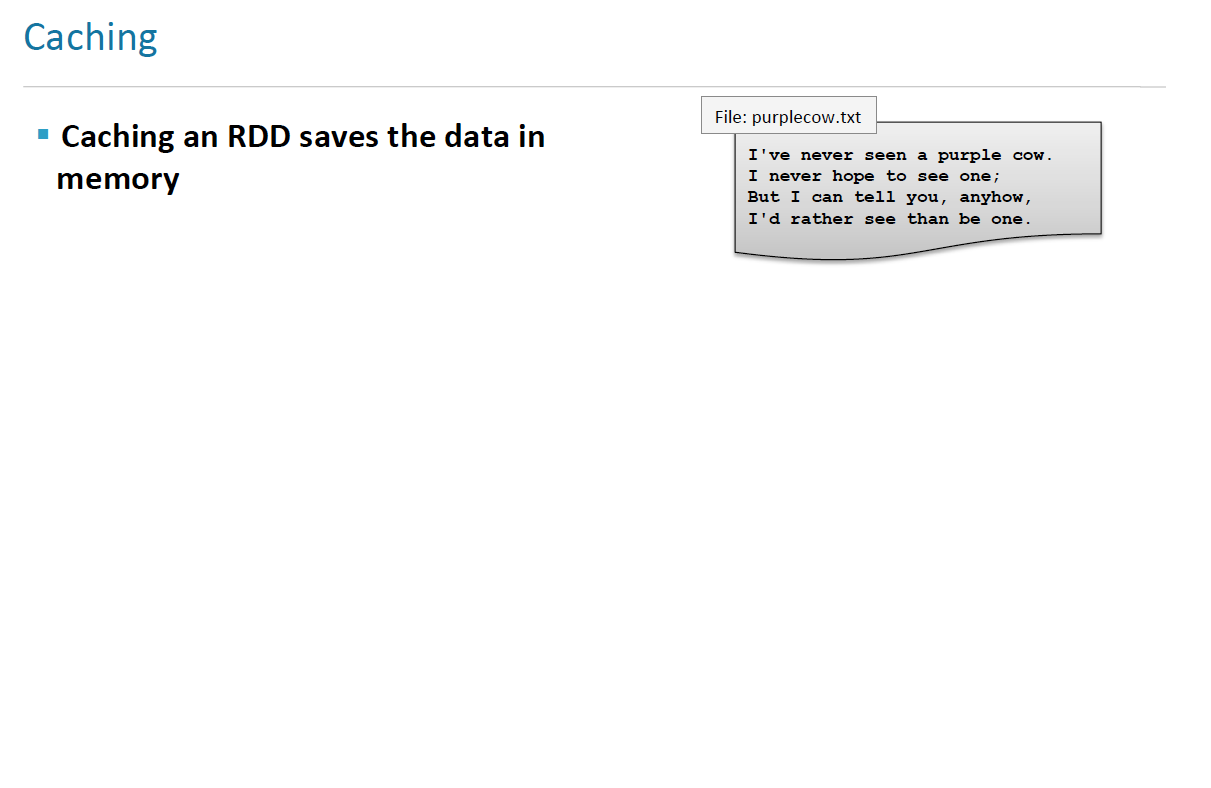 Caching
▪ Caching an RDD saves the data in
memory
File: purplecow.txt
I've never seen a purple cow.
I never hope to see one;
But I can tell you, anyhow,
I'd rather see than be one.